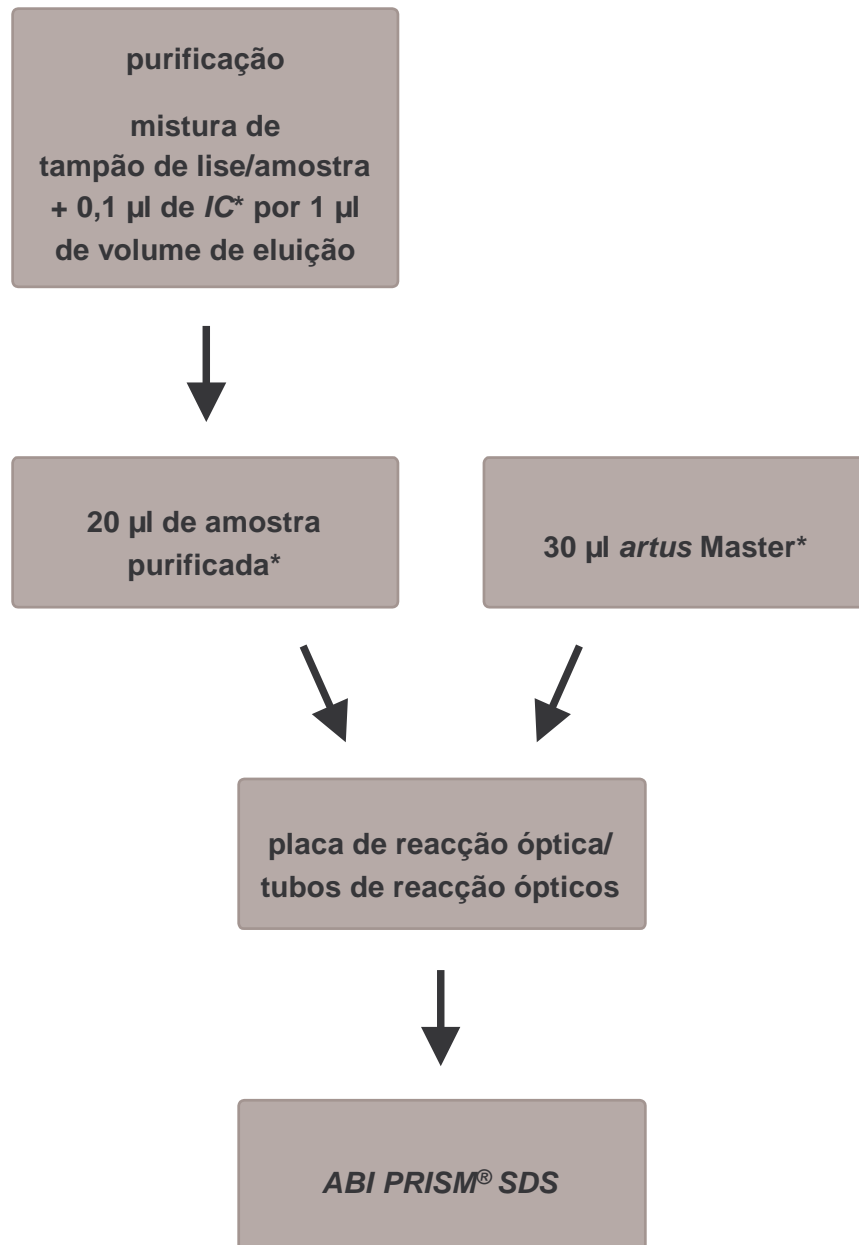 purificação
mistura de
tampão de lise/amostra
+ 0,1 µl de IC* por 1 µl
de volume de eluição
20 µl de amostra
purificada*
30 µl artus Master*
placa de reacção óptica/
tubos de reacção ópticos
ABI PRISM® SDS